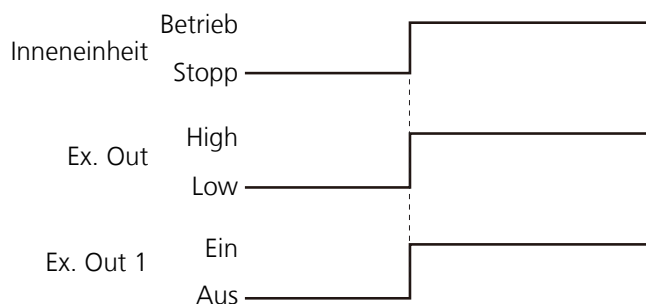 Betrieb
Inneneinheit
Stopp
High
Ex. Out
Low
Ein
Ex. Out 1
Aus